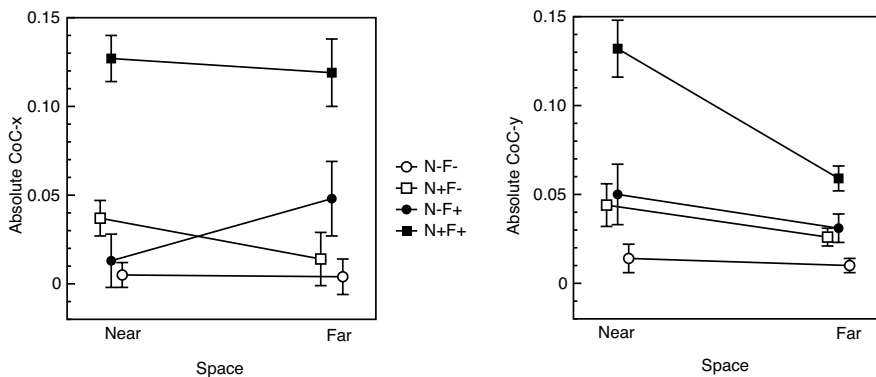 0.15
0.10
0.05
0
Absolute CoC-x
Near
Far
Space
N-F-
N+F-
N-F+
N+F+
0.15
0.10
0.05
0
Absolute CoC-y
Near
Far
Space